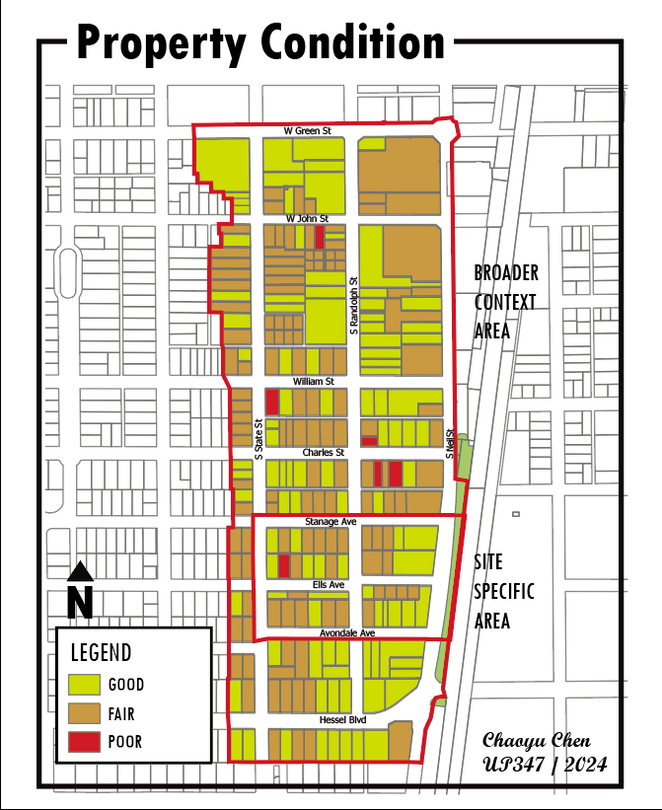 Property Condition
W Green St
W John St
S Randolph St
BROADER
CONTEXT
AREA
William St
S State St
S Neil St
Charles St
Stanage Ave
SITE
SPECIFIC
AREA
Ells Ave
N
Avondale Ave
LEGEND
GOOD
FAIR
POOR
Hessel Blvd
Chaoyu Chen
UP347 / 2024